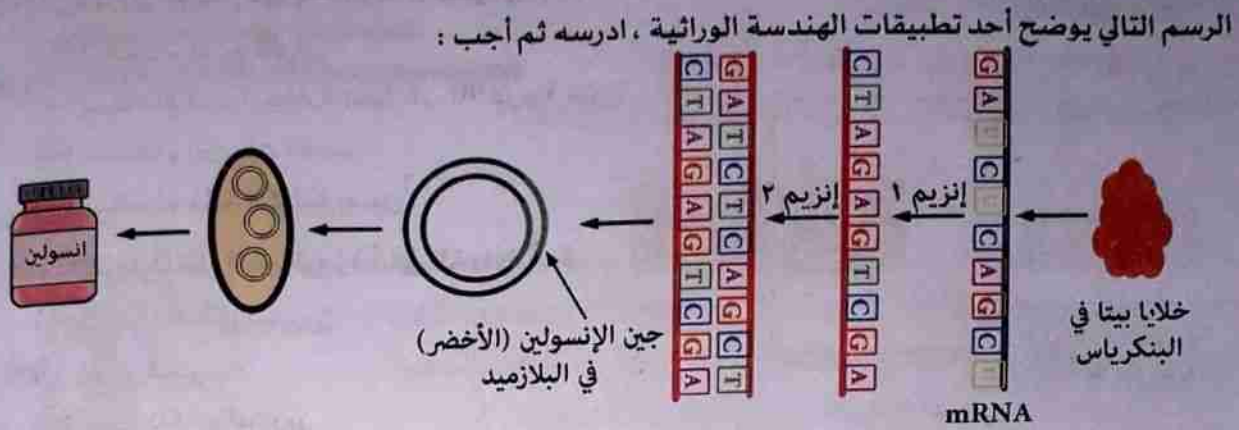 الرسم التالي يوضح أحد تطبيقات الهندسة الوراثية ، ادرسه ثم أجب :
G
A
U
C
U
C
A
G
C
U
mRNA
C
T
A
G
A
G
T
C
G
A
C G
T A
A T
G C
A T
G C
T A
C G
G C
A T
إنزيم ١
إنزيم ٢
خلايا بيتا في
البنكرياس
جين الإنسولين (الأخضر)
في البلازميد
انسولين